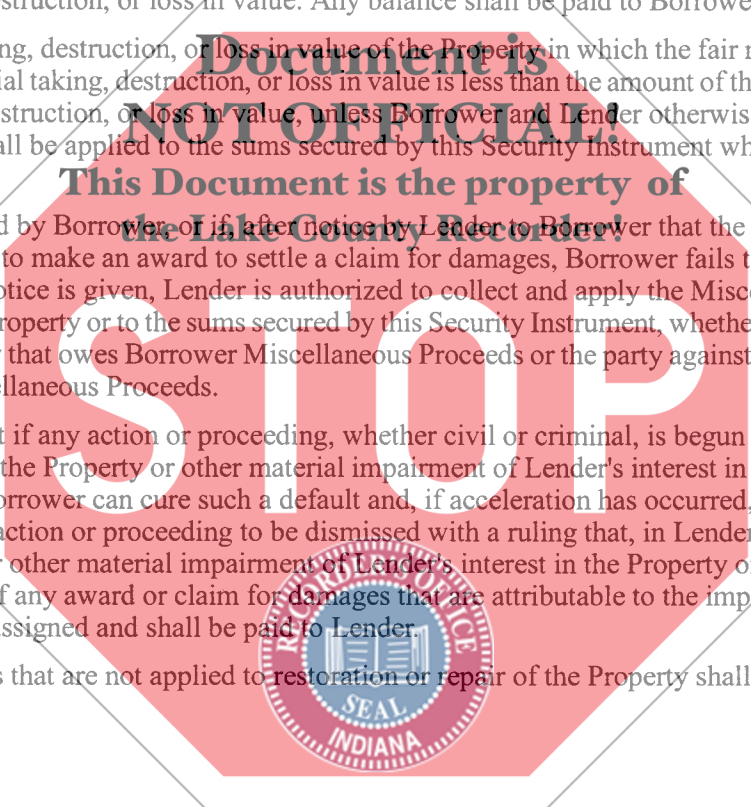 struction, or loss in value. Any balance shall be paid to Borrowe
ng, destruction, or loss in value of the Property in which the fair
ial taking, destruction, or loss in value is less than the amount of th
struction, or loss in value, unless Borrower and Lender otherwis
all be applied to the sums secured by this Security Instrument wh
d by Borrower, or if, after notice by Lender to Borrower that the
to make an award to settle a claim for damages, Borrower fails t
otice is given, Lender is authorized to collect and apply the Misc
roperty or to the sums secured by this Security Instrument, whethe
that owes Borrower Miscellaneous Proceeds or the party against
ellaneous Proceeds.
t if any action or proceeding, whether civil or criminal, is begun
the Property or other material impairment of Lender's interest in
orrower can cure such a default and, if acceleration has occurred,
action or proceeding to be dismissed with a ruling that, in Lender
r other material impairment of Lender's interest in the Property o
f any award or claim for damages that are attributable to the imp
ssigned and shall be paid to Lender.
s that are not applied to restoration or repair of the Property shall
Document is
NOT OFFICIAL!
This Document is the property of
the Lake County Recorder!
STOP
RECORDER'S OFFICE
SEAL
INDIANA